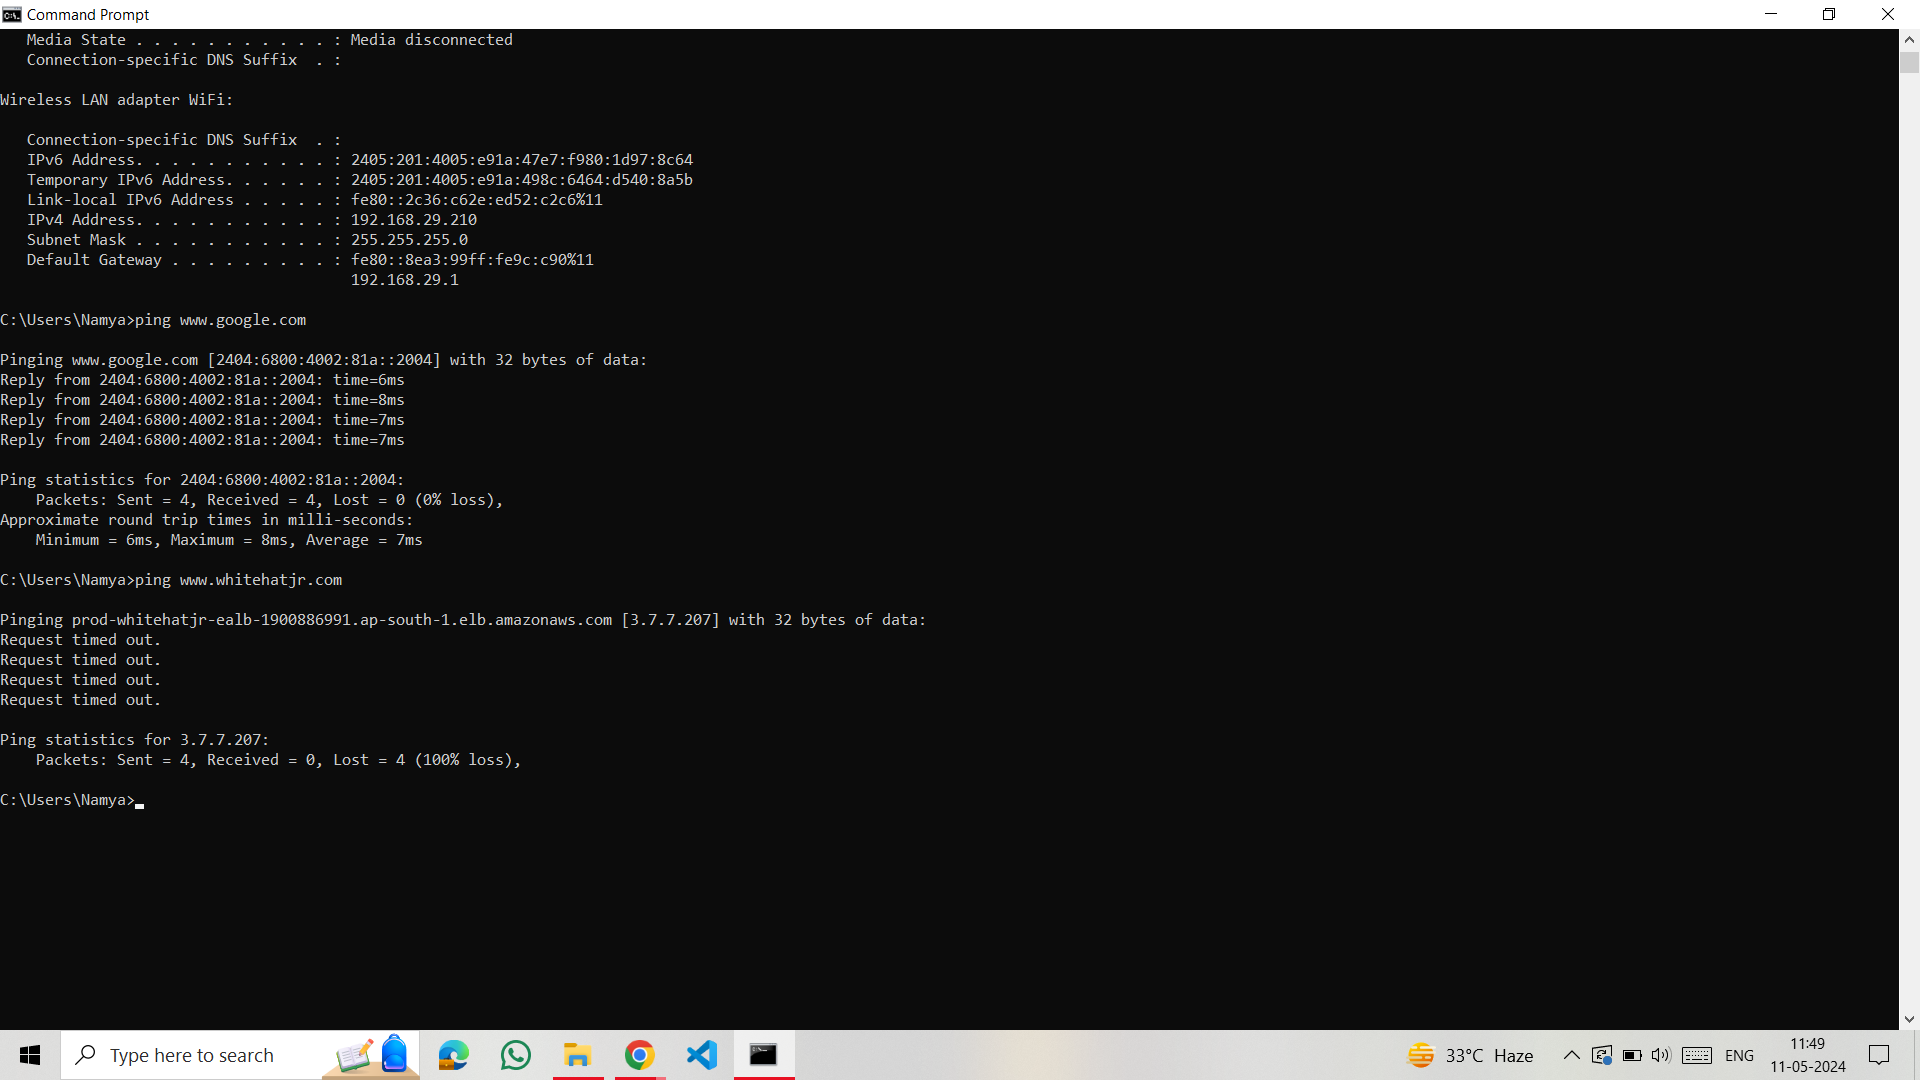 Command Prompt
Media State . . . . . . . . . . . : Media disconnected
Connection-specific DNS Suffix  . :
Wireless LAN adapter WiFi:
Connection-specific DNS Suffix  . :
IPv6 Address. . . . . . . . . . . : 2405:201:4005:e91a:47e7:f980:1d97:8c64
Temporary IPv6 Address. . . . . . : 2405:201:4005:e91a:498c:6464:d540:8a5b
Link-local IPv6 Address . . . . . : fe80::2c36:c62e:ed52:c2c6%11
IPv4 Address. . . . . . . . . . . : 192.168.29.210
Subnet Mask . . . . . . . . . . . : 255.255.255.0
Default Gateway . . . . . . . . . : fe80::8ea3:99ff:fe9c:c90%11
192.168.29.1
C:\Users\Namya>ping www.google.com
Pinging www.google.com [2404:6800:4002:81a::2004] with 32 bytes of data:
Reply from 2404:6800:4002:81a::2004: time=6ms
Reply from 2404:6800:4002:81a::2004: time=8ms
Reply from 2404:6800:4002:81a::2004: time=7ms
Reply from 2404:6800:4002:81a::2004: time=7ms
Ping statistics for 2404:6800:4002:81a::2004:
Packets: Sent = 4, Received = 4, Lost = 0 (0% loss),
Approximate round trip times in milli-seconds:
Minimum = 6ms, Maximum = 8ms, Average = 7ms
C:\Users\Namya>ping www.whitehatjr.com
Pinging prod-whitehatjr-ealb-1900886991.ap-south-1.elb.amazonaws.com [3.7.7.207] with 32 bytes of data:
Request timed out.
Request timed out.
Request timed out.
Request timed out.
Ping statistics for 3.7.7.207:
Packets: Sent = 4, Received = 0, Lost = 4 (100% loss),
C:\Users\Namya>
Type here to search
33°C Haze
ENG
11:49
11-05-2024